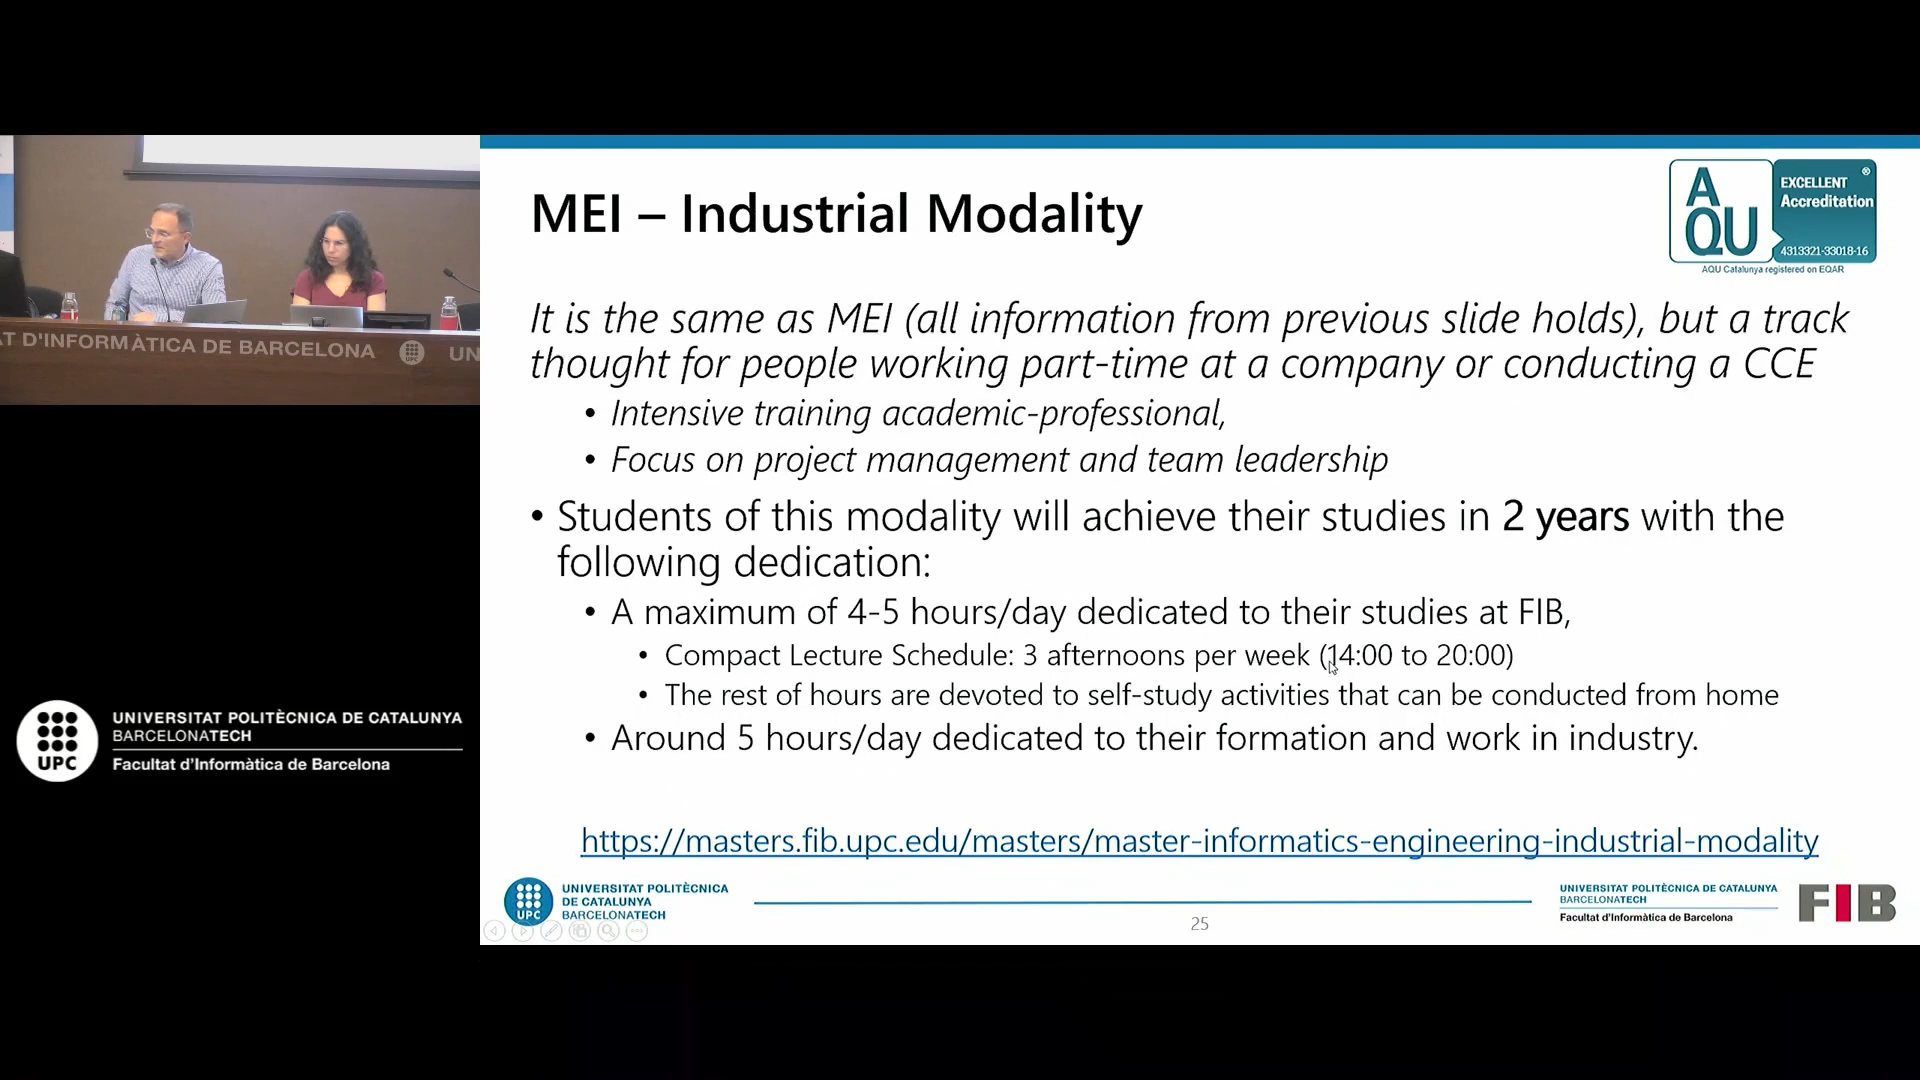 MEI – Industrial Modality
AQU
EXCELLENT
Accreditation
®
4313321-33018-16
AQU Catalunya registered on EQAR
It is the same as MEI (all information from previous slide holds), but a track
thought for people working part-time at a company or conducting a CCE
• Intensive training academic-professional,
• Focus on project management and team leadership
• Students of this modality will achieve their studies in 2 years with the
following dedication:
• A maximum of 4-5 hours/day dedicated to their studies at FIB,
• Compact Lecture Schedule: 3 afternoons per week (14:00 to 20:00)
• The rest of hours are devoted to self-study activities that can be conducted from home
• Around 5 hours/day dedicated to their formation and work in industry.
https://masters.fib.upc.edu/masters/master-informatics-engineering-industrial-modality
UPC
UNIVERSITAT POLITÈCNICA
DE CATALUNYA
BARCELONATECH
25
UNIVERSITAT POLITÈCNICA DE CATALUNYA
BARCELONATECH
Facultat d'Informàtica de Barcelona
FIB
AT D'INFORMÀTICA DE BARCELONA
UPC
UN
UPC
UNIVERSITAT POLITÈCNICA DE CATALUNYA
BARCELONATECH
Facultat d'Informàtica de Barcelona